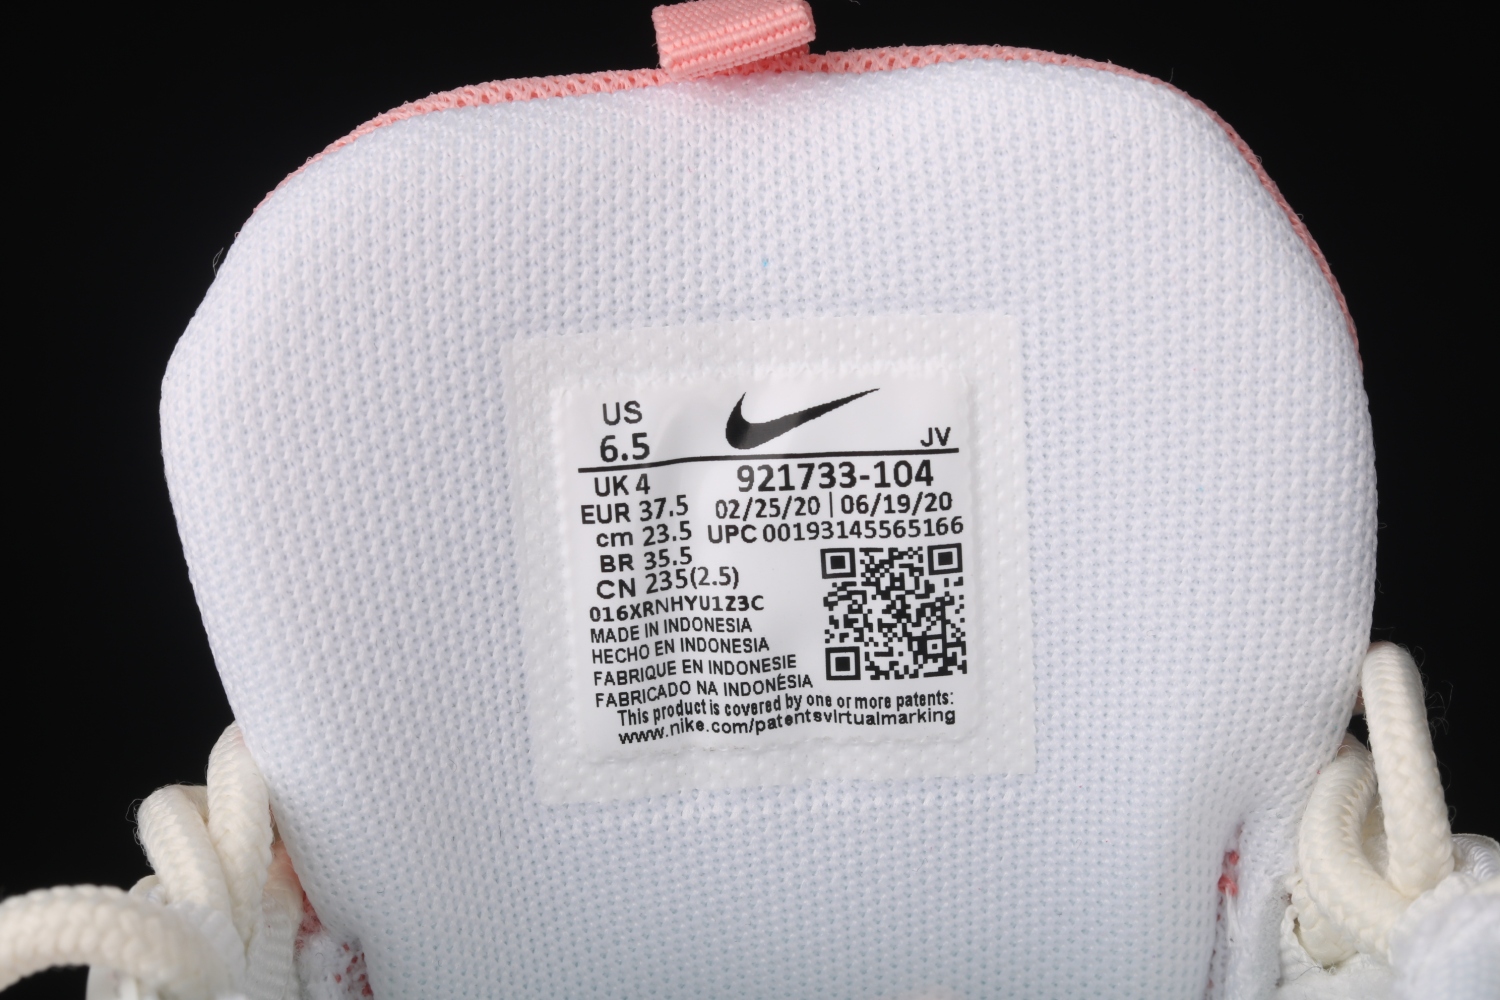 US
6.5
JV
UK 4
921733-104
EUR 37.5
02/25/20 | 06/19/20
cm 23.5
UPC 00193145565166
BR 35.5
CN 235(2.5)
016XRNHYU1Z3C
MADE IN INDONESIA
HECHO EN INDONESIA
FABRIQUE EN INDONESIE
FABRICADO NA INDONÉSIA
This product is covered by one or more patents:
www.nike.com/patentsvirtualmarking